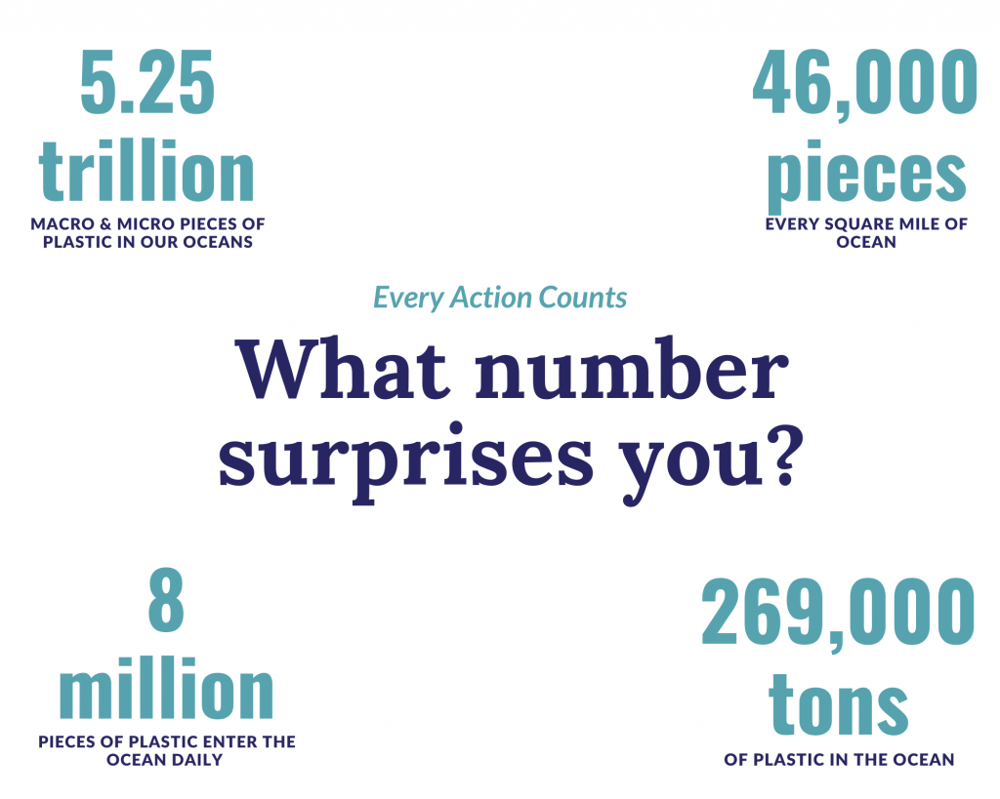 5.25
trillion
MACRO & MICRO PIECES OF
PLASTIC IN OUR OCEANS
46,000
pieces
EVERY SQUARE MILE OF
OCEAN
Every Action Counts
What number
surprises you?
8
million
PIECES OF PLASTIC ENTER THE
OCEAN DAILY
269,000
tons
OF PLASTIC IN THE OCEAN